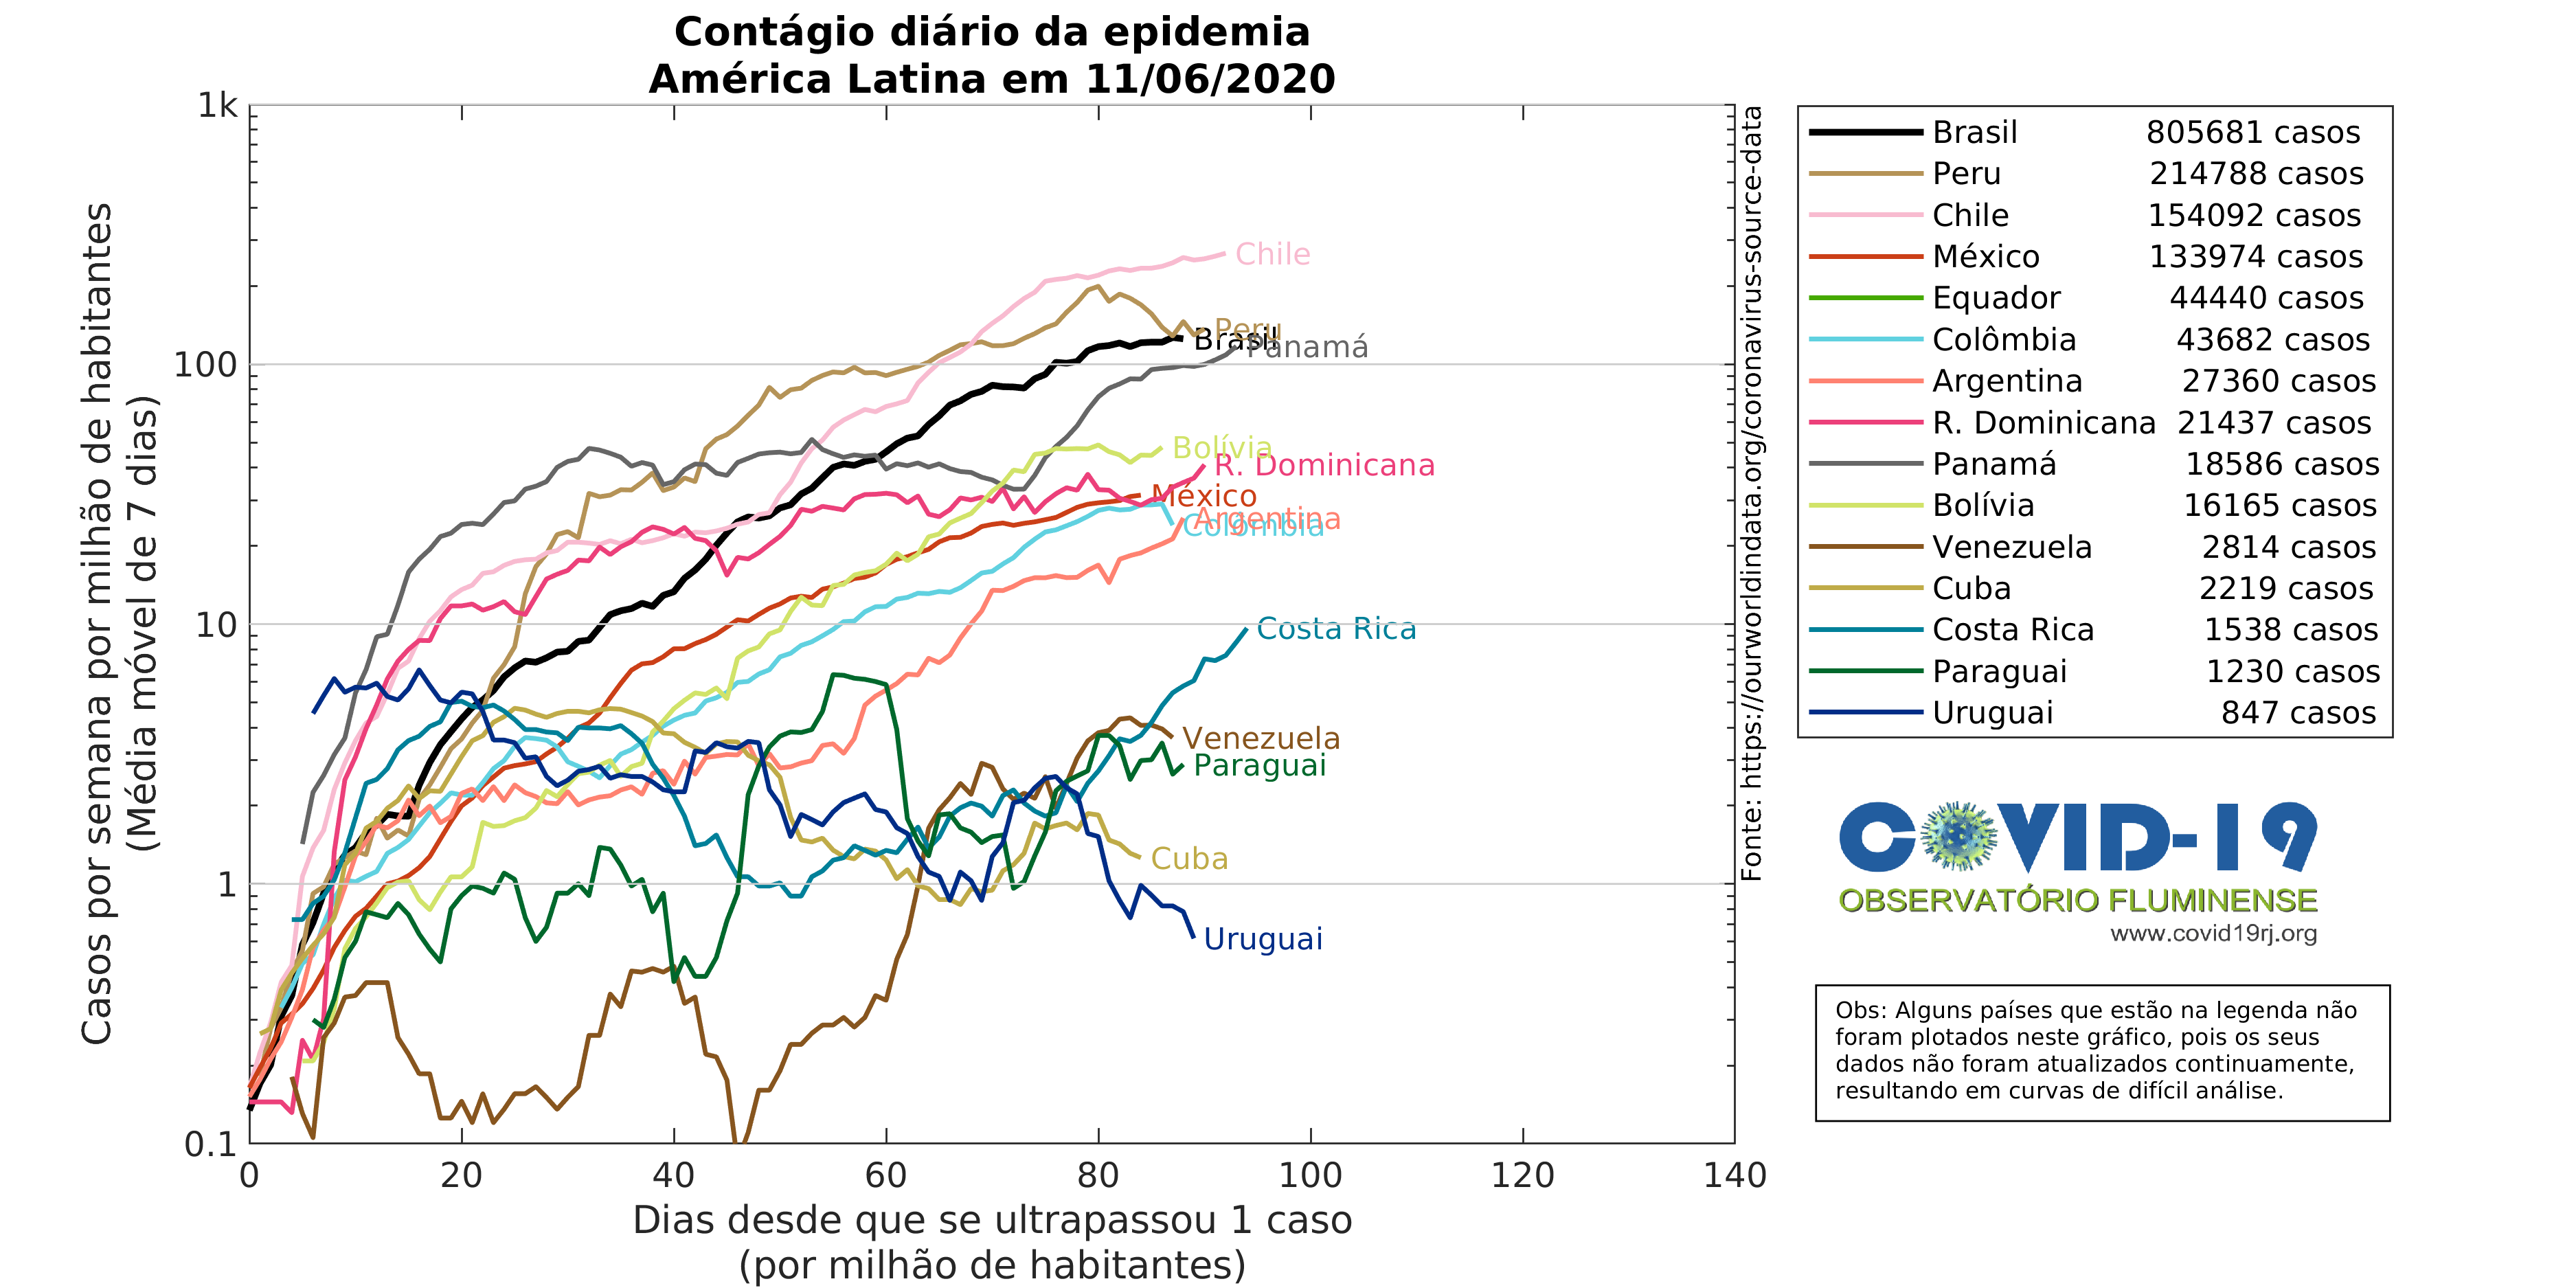 Contágio diário da epidemia
América Latina em 11/06/2020
Casos por semana por milhão de habitantes
(Média móvel de 7 dias)
1k
100
10
1
0.1
0
20
40
60
80
100
120
140
Dias desde que se ultrapassou 1 caso
(por milhão de habitantes)
Chile
Peru
Brasil
Panamá
Bolívia
R. Dominicana
México
Argentina
Colômbia
Costa Rica
Venezuela
Paraguai
Cuba
Uruguai
Fonte: https://ourworldindata.org/coronavirus-source-data
Brasil 805681 casos
Peru 214788 casos
Chile 154092 casos
México 133974 casos
Equador 44440 casos
Colômbia 43682 casos
Argentina 27360 casos
R. Dominicana 21437 casos
Panamá 18586 casos
Bolívia 16165 casos
Venezuela 2814 casos
Cuba 2219 casos
Costa Rica 1538 casos
Paraguai 1230 casos
Uruguai 847 casos
COVID-19
OBSERVATÓRIO FLUMINENSE
www.covid19rj.org
Obs: Alguns países que estão na legenda não
foram plotados neste gráfico, pois os seus
dados não foram atualizados continuamente,
resultando em curvas de difícil análise.